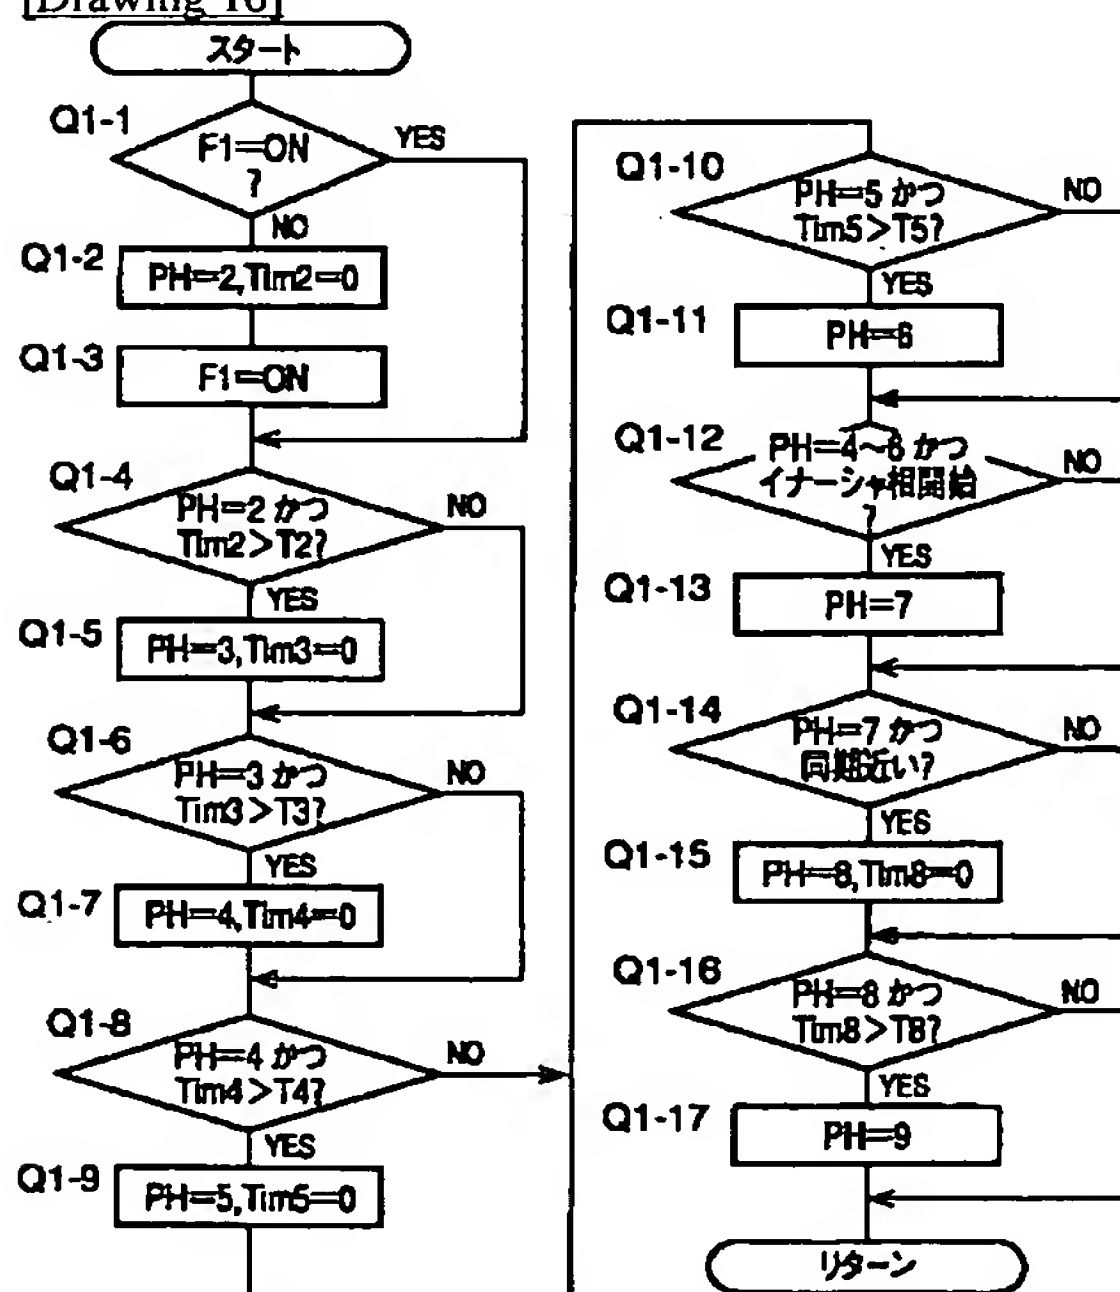 [Drawing 16]
スタート
Q1-1
F1=ON
?
YES
NO
Q1-2
PH=2,Tim2=0
Q1-3
F1=ON
Q1-4
PH=2 かつ
Tim2>T2?
NO
YES
Q1-5
PH=3,Tim3=0
Q1-6
PH=3 かつ
Tim3>T3?
NO
YES
Q1-7
PH=4,Tim4=0
Q1-8
PH=4 かつ
Tim4>T4?
NO
YES
Q1-9
PH=5,Tim5=0
Q1-10
PH=5 かつ
Tim5>T5?
NO
YES
Q1-11
PH=6
Q1-12
PH=4~6 かつ
イナーシャ相開始
?
NO
YES
Q1-13
PH=7
Q1-14
PH=7 かつ
同期近い?
NO
YES
Q1-15
PH=8,Tim8=0
Q1-16
PH=8 かつ
Tim8>T8?
NO
YES
Q1-17
PH=9
リターン